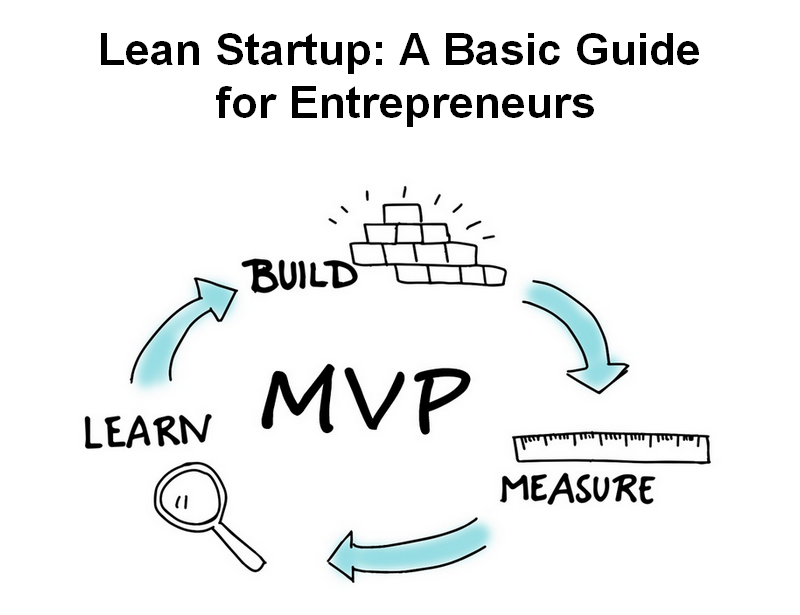 Lean Startup: A Basic Guide
for Entrepreneurs
BUILD
MVP
LEARN
MEASURE